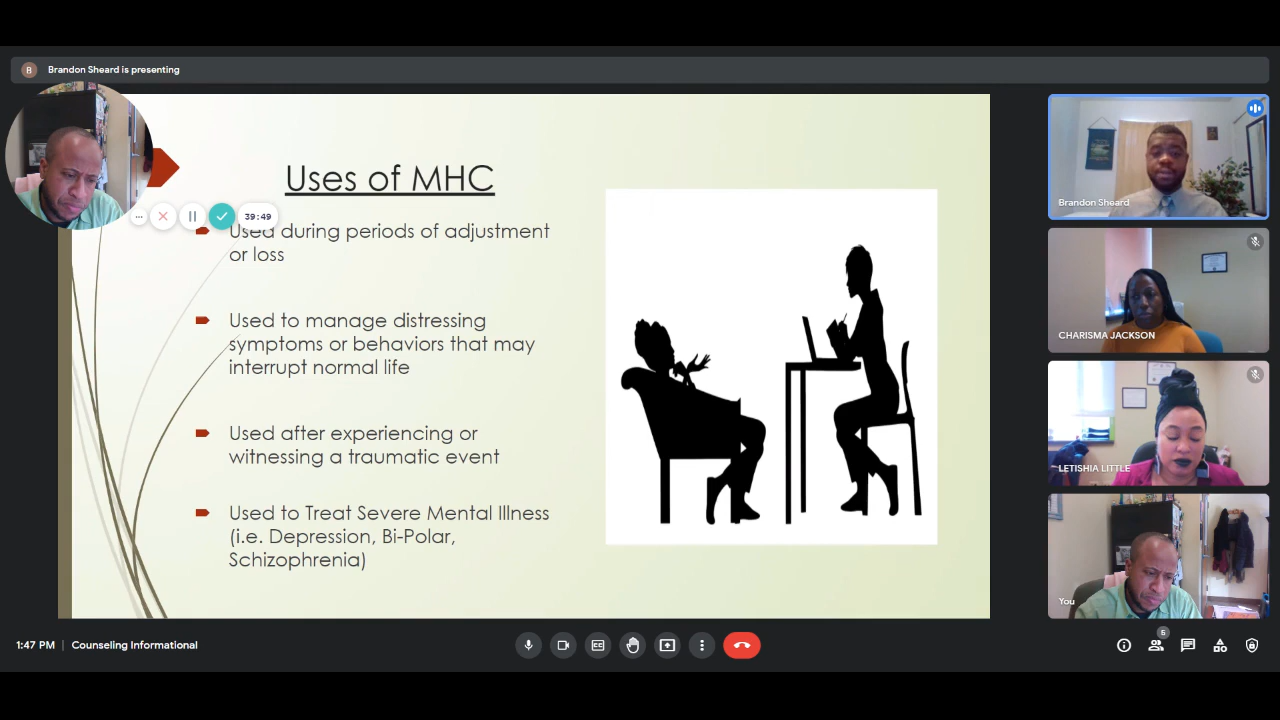 B Brandon Sheard is presenting
39:49
Uses of MHC
Used during periods of adjustment
or loss
Used to manage distressing
symptoms or behaviors that may
interrupt normal life
Used after experiencing or
witnessing a traumatic event
Used to Treat Severe Mental Illness
(i.e. Depression, Bi-Polar,
Schizophrenia)
Brandon Sheard
CHARISMA JACKSON
LETISHIA LITTLE
You
1:47 PM | Counseling Informational
CC
5